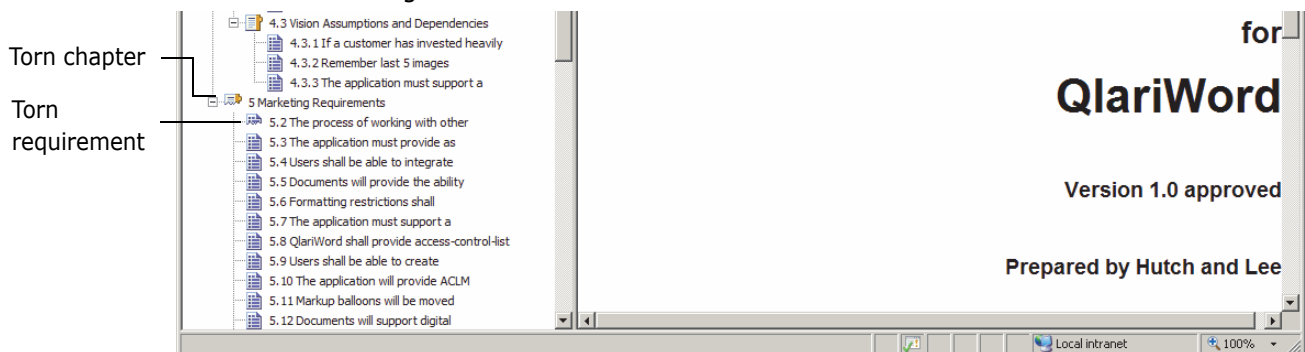 4.3 Vision Assumptions and Dependencies
4.3.1 If a customer has invested heavily
4.3.2 Remember last 5 images
4.3.3 The application must support a
Torn chapter
5 Marketing Requirements
Torn
requirement
5.2 The process of working with other
5.3 The application must provide as
5.4 Users shall be able to integrate
5.5 Documents will provide the ability
5.6 Formatting restrictions shall
5.7 The application must support a
5.8 QlariWord shall provide access-control-list
5.9 Users shall be able to create
5.10 The application will provide ACLM
5.11 Markup balloons will be moved
5.12 Documents will support digital
for
QlariWord
Version 1.0 approved
Prepared by Hutch and Lee
Local intranet
100%